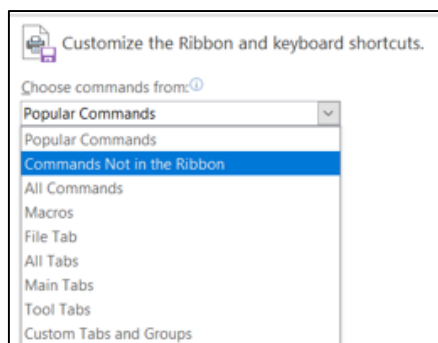 Customize the Ribbon and keyboard shortcuts.
Choose commands from:
Popular Commands
Popular Commands
Commands Not in the Ribbon
All Commands
Macros
File Tab
All Tabs
Main Tabs
Tool Tabs
Custom Tabs and Groups